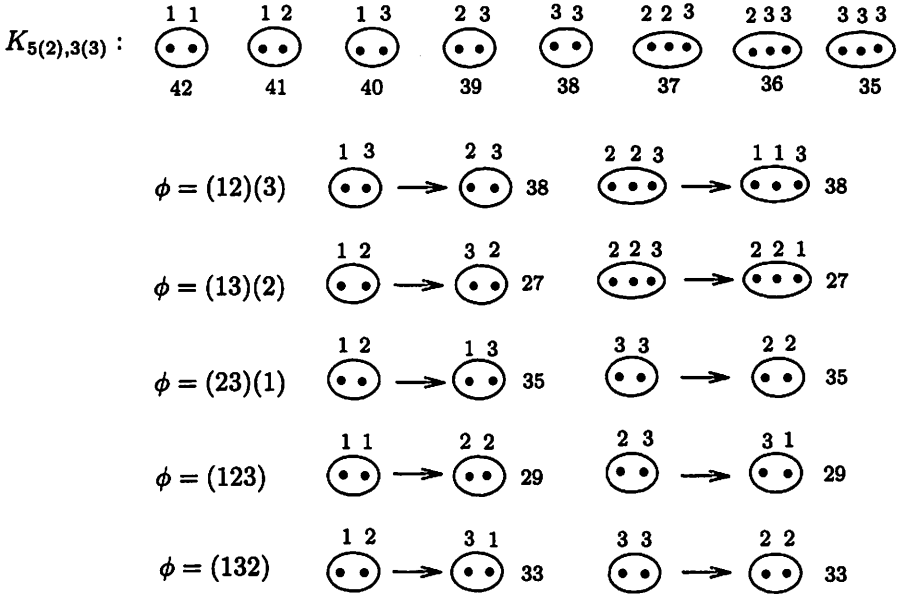 1 1 1 2 1 3 2 3 3 3 2 2 3 2 3 3 3 3 3
K5(2),3(3) :
42 41 40 39 38 37 36 35
1 3 2 3 2 2 3 1 1 3
ϕ = (12)(3) 38 38
1 2 3 2 2 2 3 2 2 1
ϕ = (13)(2) 27 27
1 2 1 3 3 3 2 2
ϕ = (23)(1) 35 35
1 1 2 2 2 3 3 1
ϕ = (123) 29 29
1 2 3 1 3 3 2 2
ϕ = (132) 33 33